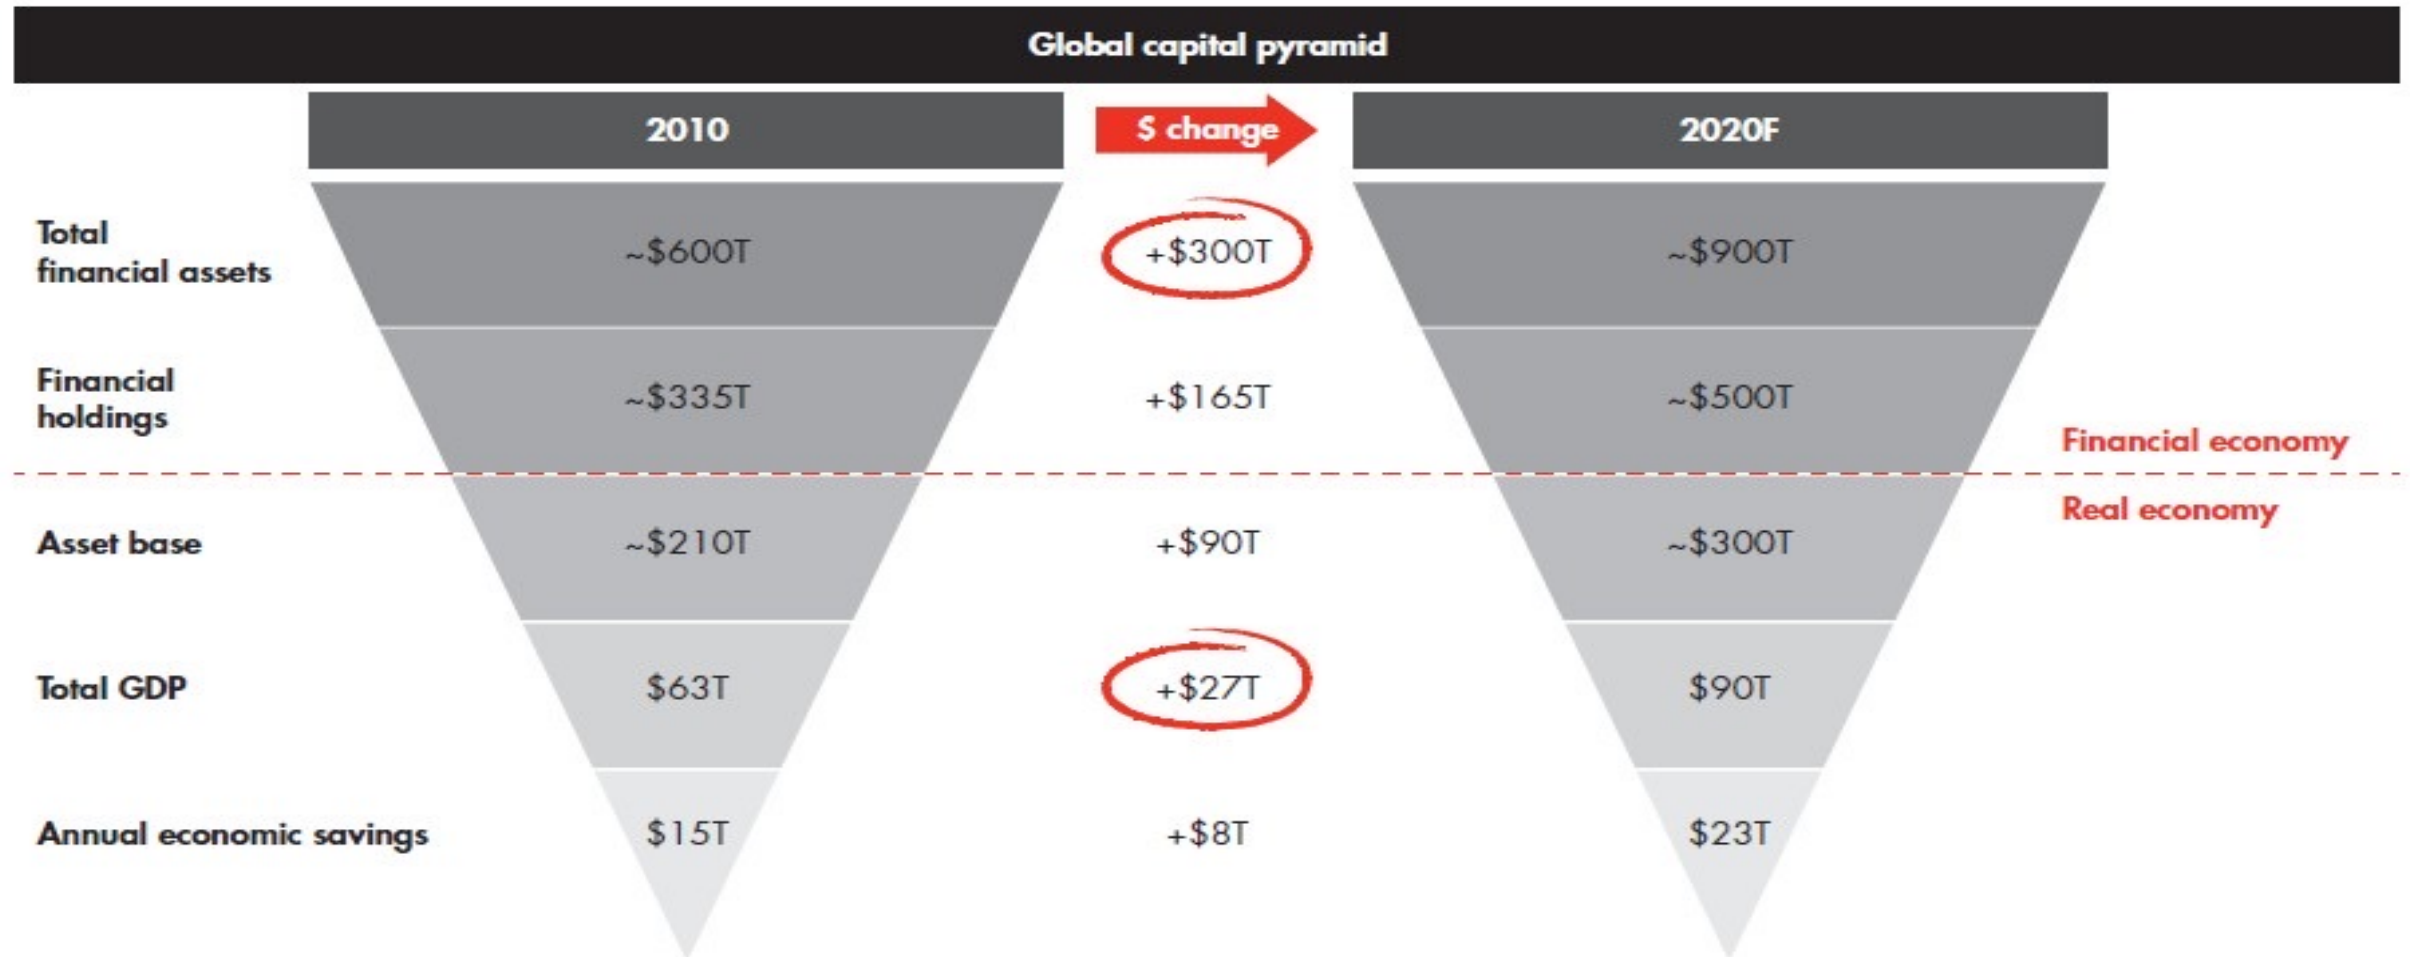 Global capital pyramid
2010
$ change
2020F
Total
financial assets
~$600T
+$300T
~$900T
Financial
holdings
~$335T
+$165T
~$500T
Financial economy
Real economy
Asset base
~$210T
+$90T
~$300T
Total GDP
$63T
+$27T
$90T
Annual economic savings
$15T
+$8T
$23T